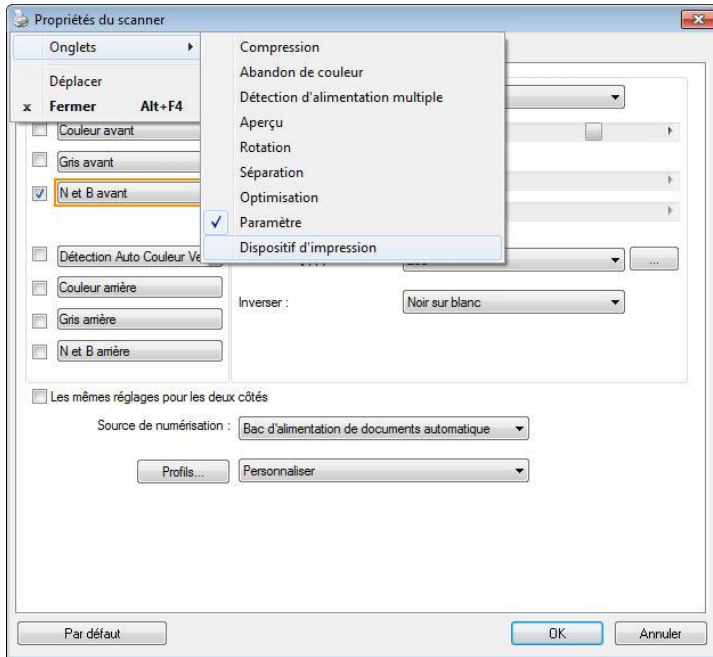 Propriétés du scanner
Onglets
Déplacer
x Fermer Alt+F4
Compression
Abandon de couleur
Détection d'alimentation multiple
Aperçu
Rotation
Séparation
Optimisation
✓ Paramètre
Dispositif d'impression
Couleur avant
Gris avant
N et B avant
Détection Auto Couleur Ve
...
Couleur arrière
Inverser :
Noir sur blanc
Gris arrière
N et B arrière
Les mêmes réglages pour les deux côtés
Source de numérisation :
Bac d'alimentation de documents automatique
Profils...
Personnaliser
Par défaut
OK
Annuler